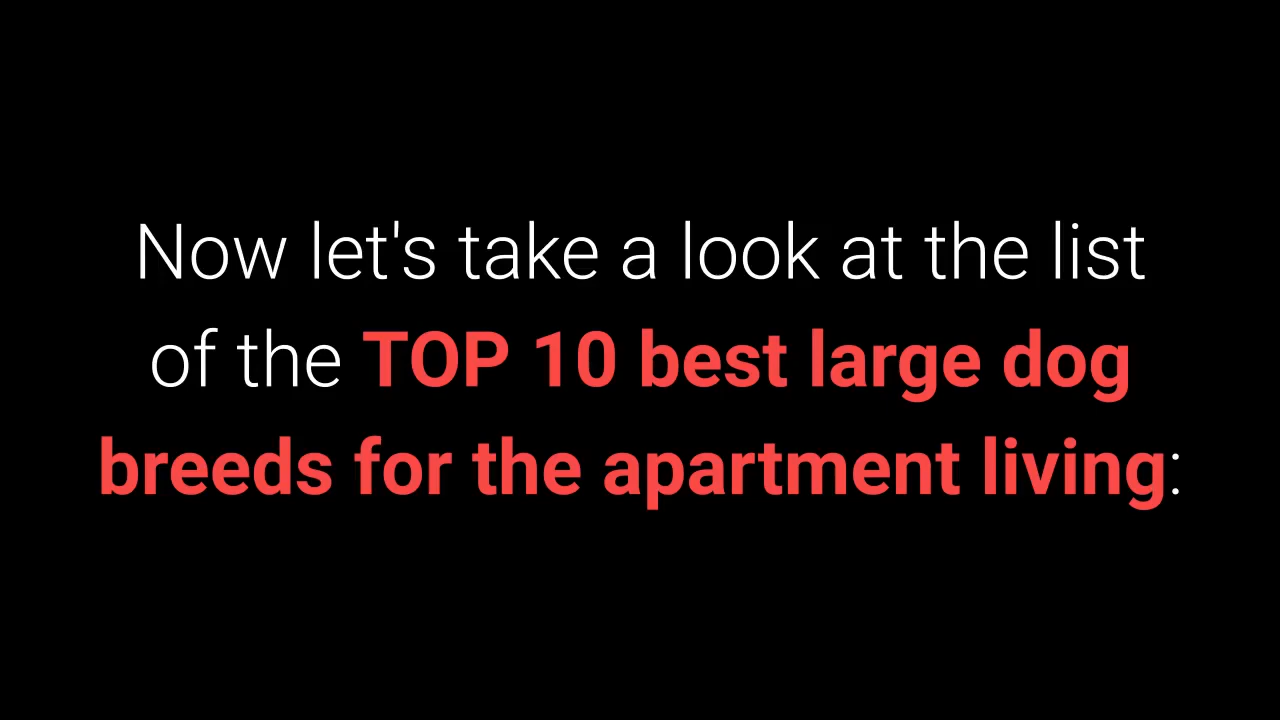 Now let's take a look at the list
of the TOP 10 best large dog
breeds for the apartment living: